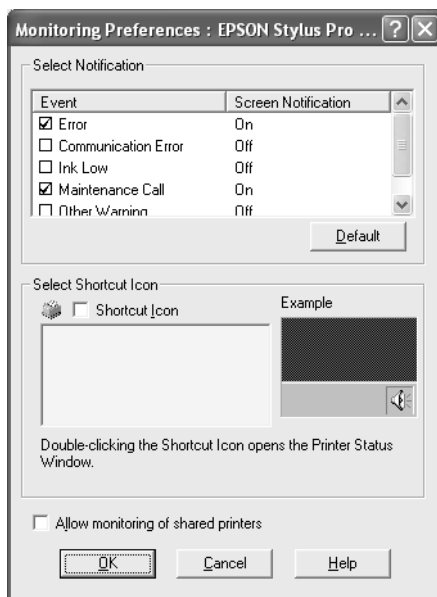 Monitoring Preferences : EPSON Stylus Pro ...
Select Notification
Event Screen Notification
Error On
Communication Error Off
Ink Low Off
Maintenance Call On
Other Warning Off
Default
Select Shortcut Icon
Shortcut Icon Example
Double-clicking the Shortcut Icon opens the Printer Status
Window.
Allow monitoring of shared printers
OK Cancel Help